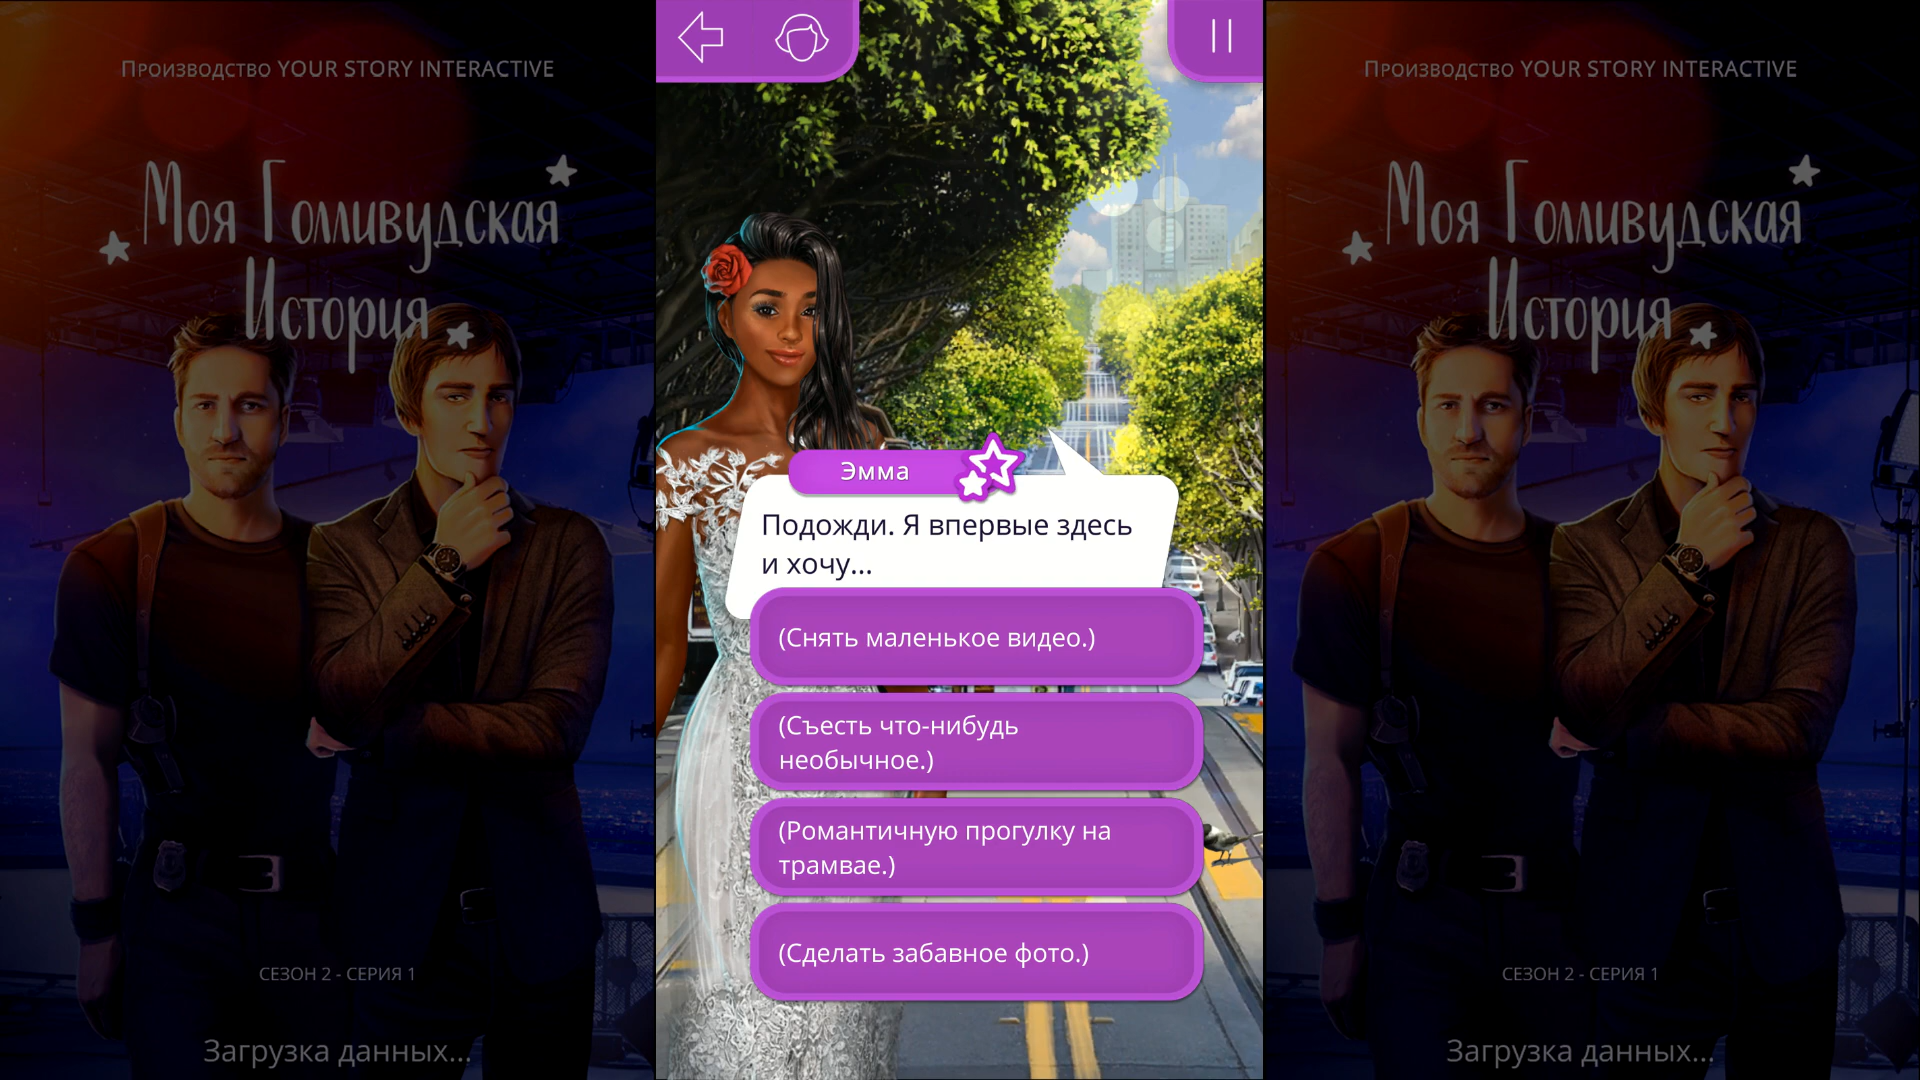 Производство YOUR STORY INTERACTIVE
Моя Голливудская
История
СЕЗОН 2 - СЕРИЯ 1
Загрузка данных...
Эмма
Подожди. Я впервые здесь
и хочу...
(Снять маленькое видео.)
(Съесть что-нибудь
необычное.)
(Романтичную прогулку на
трамвае.)
(Сделать забавное фото.)
Производство YOUR STORY INTERACTIVE
Моя Голливудская
История
СЕЗОН 2 - СЕРИЯ 1
Загрузка данных...